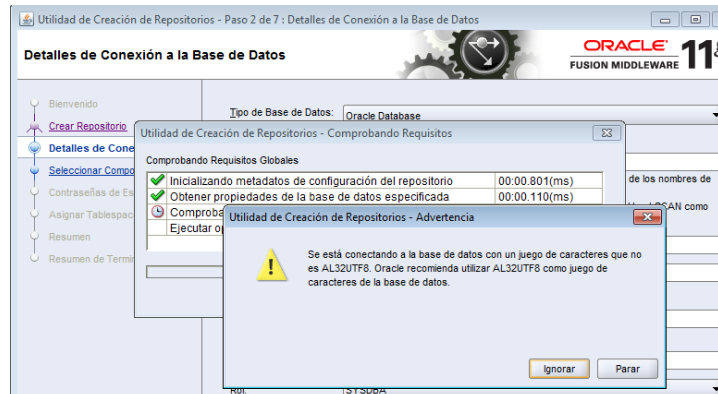 Utilidad de Creación de Repositorios - Paso 2 de 7 : Detalles de Conexión a la Base de Datos
Detalles de Conexión a la Base de Datos
ORACLE
FUSION MIDDLEWARE
11
Bienvenido
Crear Repositorio
Detalles de Cone
Seleccionar Compo
Contraseñas de Es
Asignar Tablespac
Resumen
Resumen de Termin
Tipo de Base de Datos:
Oracle Database
Utilidad de Creación de Repositorios - Comprobando Requisitos
Comprobando Requisitos Globales
Inicializando metadatos de configuración del repositorio 00:00.801(ms)
Obtener propiedades de la base de datos especificada 00:00.110(ms)
Comproba
Ejecutar op
de los nombres de
SCAN como
Utilidad de Creación de Repositorios - Advertencia
Se está conectando a la base de datos con un juego de caracteres que no
es AL32UTF8. Oracle recomienda utilizar AL32UTF8 como juego de
caracteres de la base de datos.
Ignorar Parar
Rol: SYSDBA